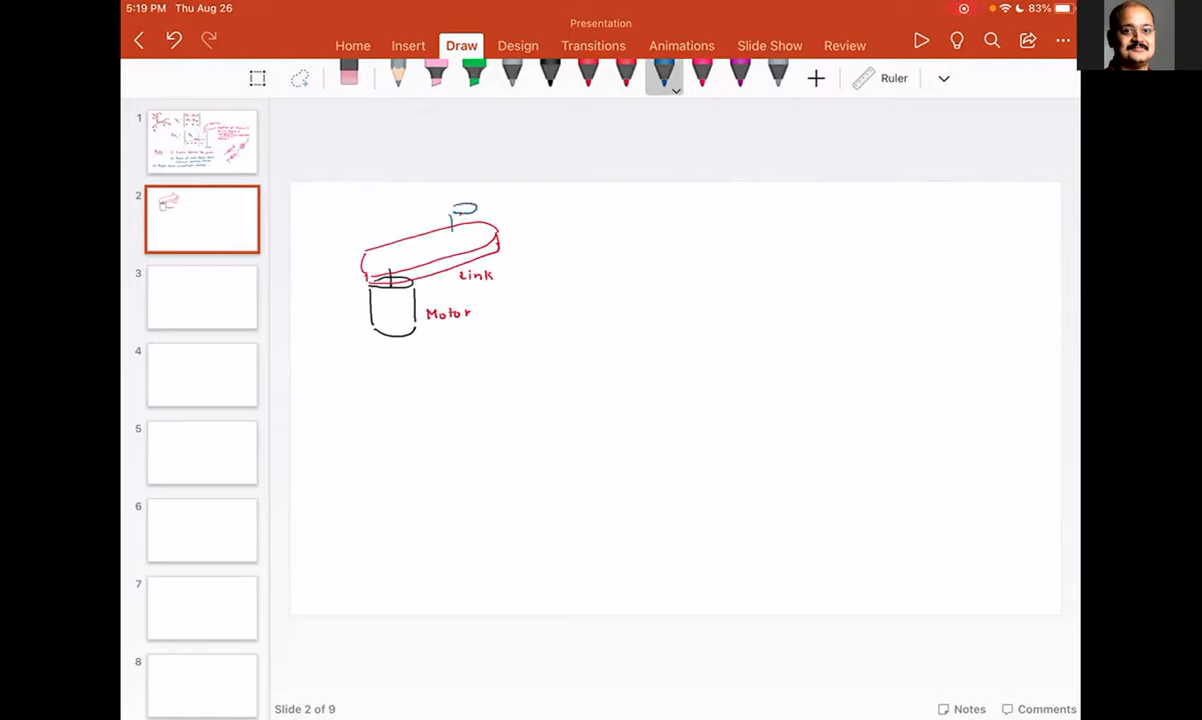 5:19 PM Thu Aug 26
83%
Presentation
Home Insert Draw Design Transitions Animations Slide Show Review
Ruler
1
2
3
4
5
6
7
8
Link
Motor
Slide 2 of 9
Notes Comments